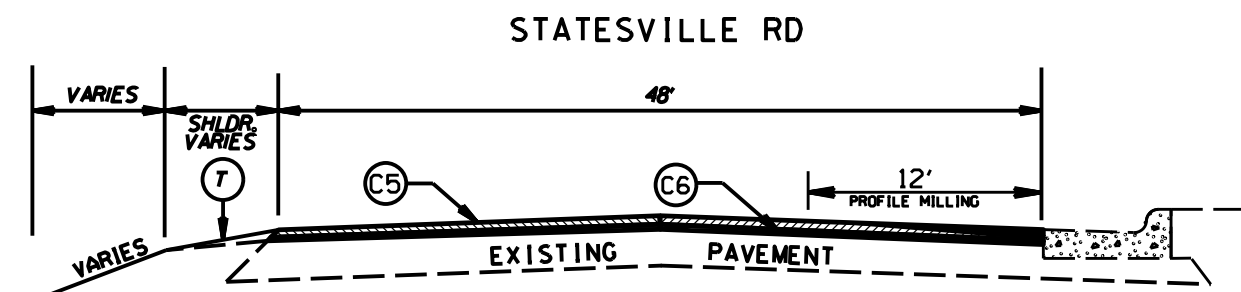 STATESVILLE RD
VARIES
48'
SHLDR.
VARIES
T
C5
C6
12'
PROFILE MILLING
VARIES
EXISTING PAVEMENT